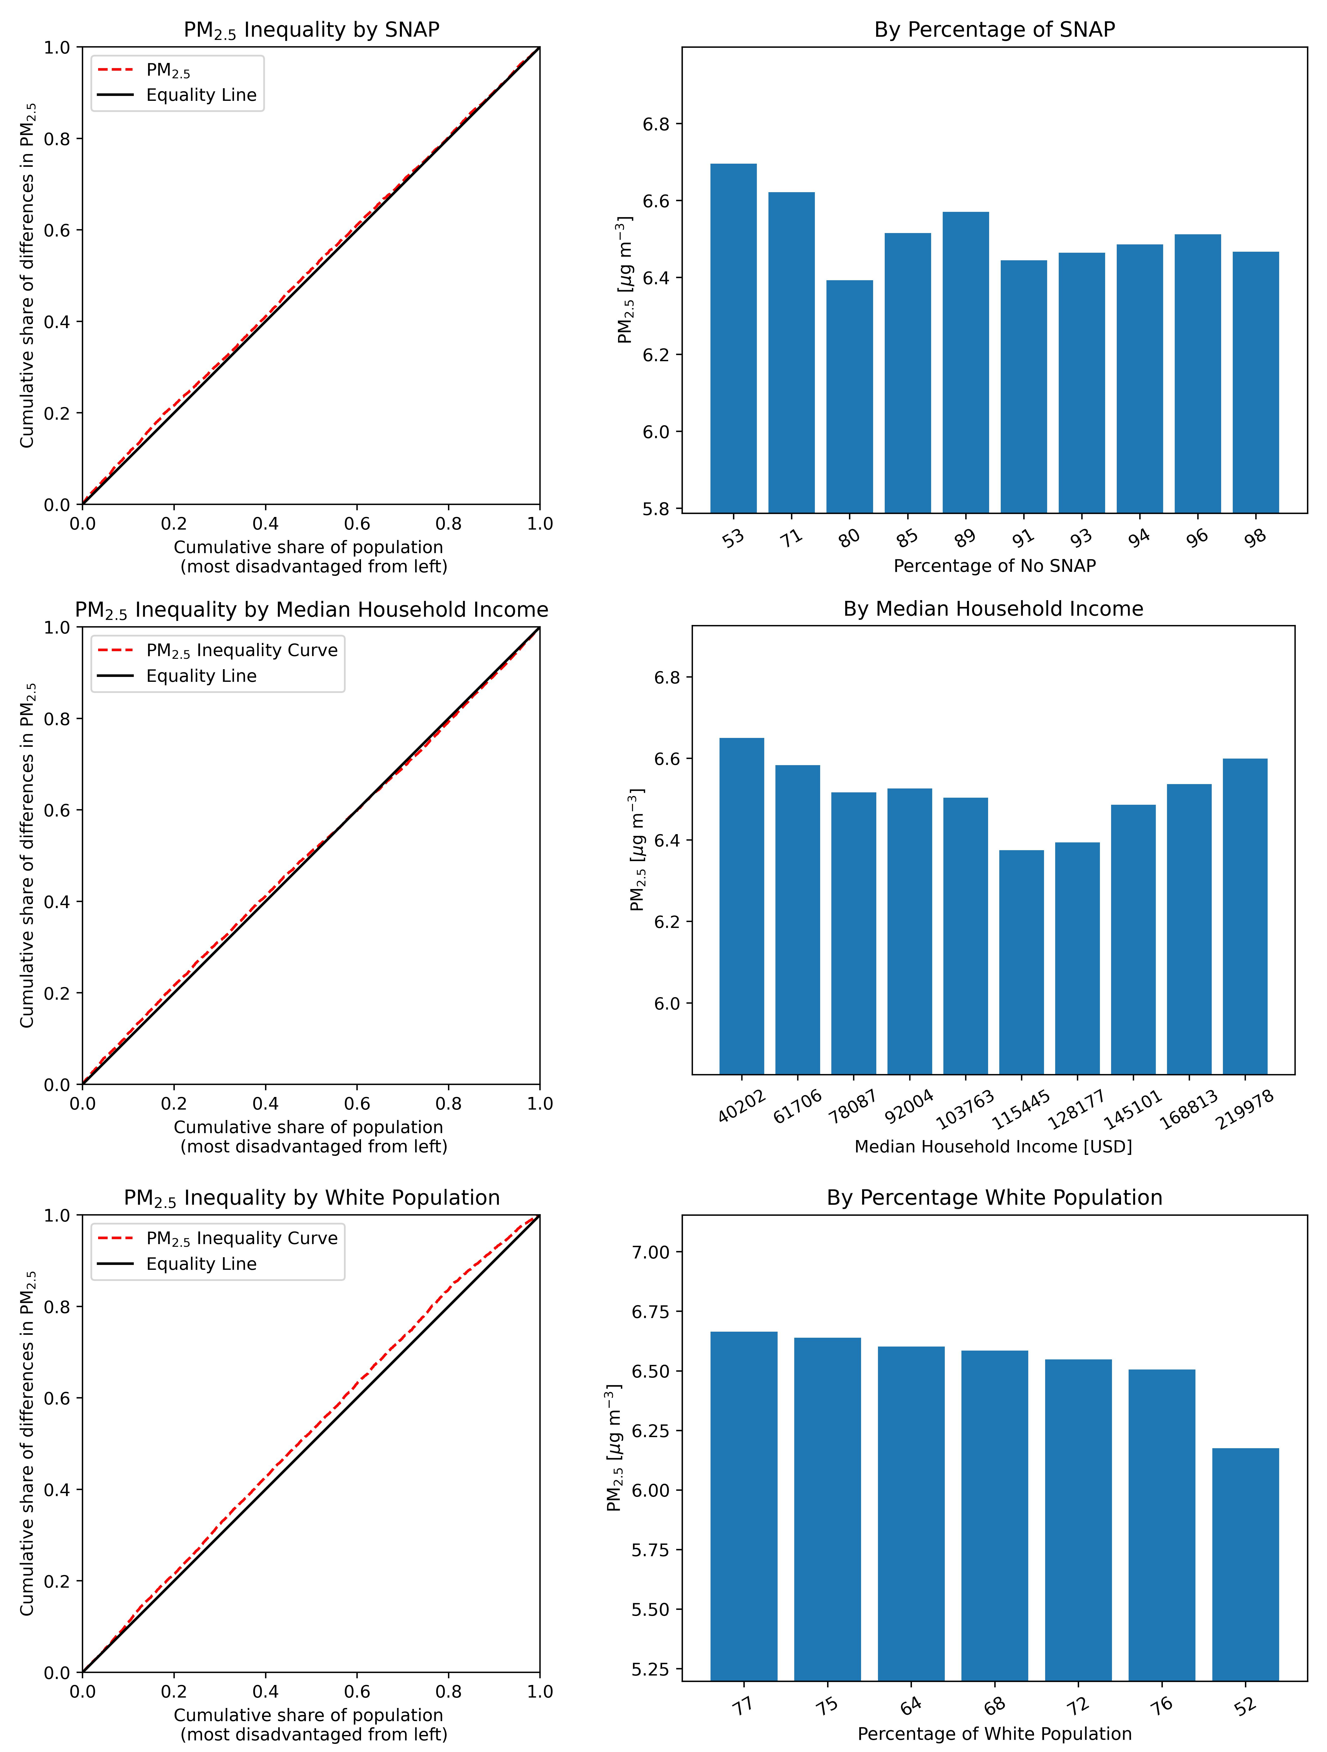 PM2.5 Inequality by SNAP
1.0
0.8
0.6
0.4
0.2
0.0
Cumulative share of differences in PM2.5
PM2.5
Equality Line
0.0 0.2 0.4 0.6 0.8 1.0
Cumulative share of population
(most disadvantaged from left)
By Percentage of SNAP
6.8
6.6
6.4
6.2
6.0
5.8
PM2.5 [μg m−3]
53 71 80 85 89 91 93 94 96 98
Percentage of No SNAP
PM2.5 Inequality by Median Household Income
1.0
0.8
0.6
0.4
0.2
0.0
Cumulative share of differences in PM2.5
PM2.5 Inequality Curve
Equality Line
0.0 0.2 0.4 0.6 0.8 1.0
Cumulative share of population
(most disadvantaged from left)
By Median Household Income
6.8
6.6
6.4
6.2
6.0
PM2.5 [μg m−3]
40202 61706 78087 92004 103763 115445 128177 145101 168813 219978
Median Household Income [USD]
PM2.5 Inequality by White Population
1.0
0.8
0.6
0.4
0.2
0.0
Cumulative share of differences in PM2.5
PM2.5 Inequality Curve
Equality Line
0.0 0.2 0.4 0.6 0.8 1.0
Cumulative share of population
(most disadvantaged from left)
By Percentage White Population
7.00
6.75
6.50
6.25
6.00
5.75
5.50
5.25
PM2.5 [μg m−3]
77 75 64 68 72 76 52
Percentage of White Population